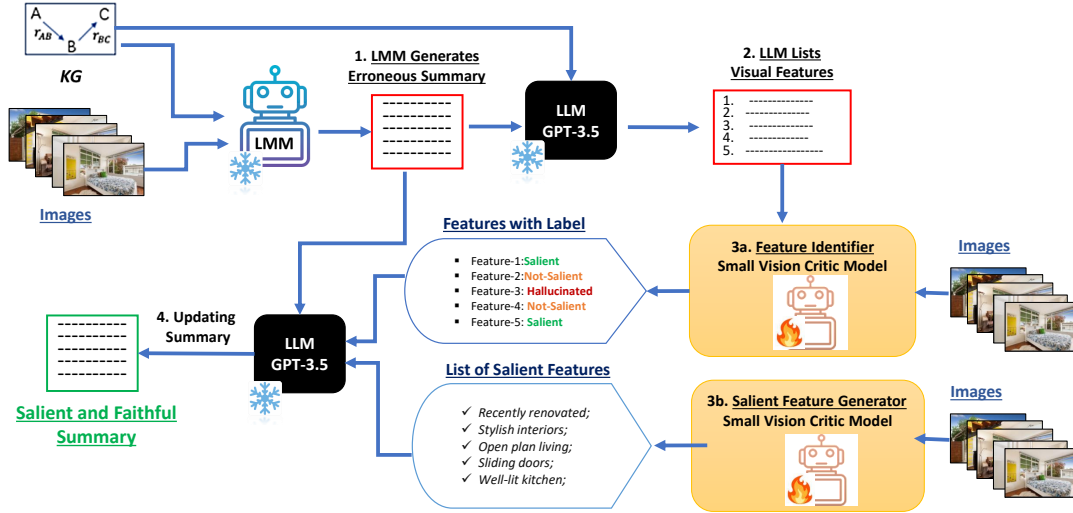 A
C
r_AB
r_BC
B
KG
Images
LMM
1. LMM Generates
Erroneous Summary
LLM
GPT-3.5
2. LLM Lists
Visual Features
1. --------------
2. -------------
3. --------------
4. -------------
5. -----------------
Features with Label
▪ Feature-1:Salient
▪ Feature-2:Not-Salient
▪ Feature-3: Hallucinated
▪ Feature-4: Not-Salient
▪ Feature-5: Salient
3a. Feature Identifier
Small Vision Critic Model
Images
4. Updating
Summary
LLM
GPT-3.5
Salient and Faithful
Summary
List of Salient Features
✓ Recently renovated;
✓ Stylish interiors;
✓ Open plan living;
✓ Sliding doors;
✓ Well-lit kitchen;
3b. Salient Feature Generator
Small Vision Critic Model
Images